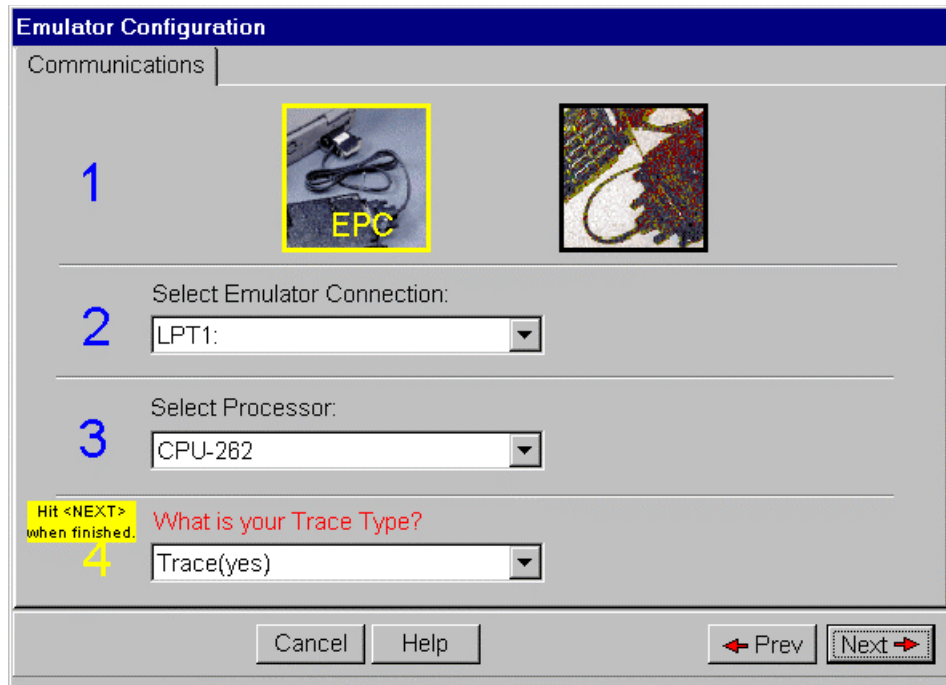 Emulator Configuration
Communications
1
EPC
Select Emulator Connection:
2
LPT1:
Select Processor:
3
CPU-262
Hit <NEXT>
when finished.
What is your Trace Type?
4
Trace(yes)
Cancel
Help
Prev
Next